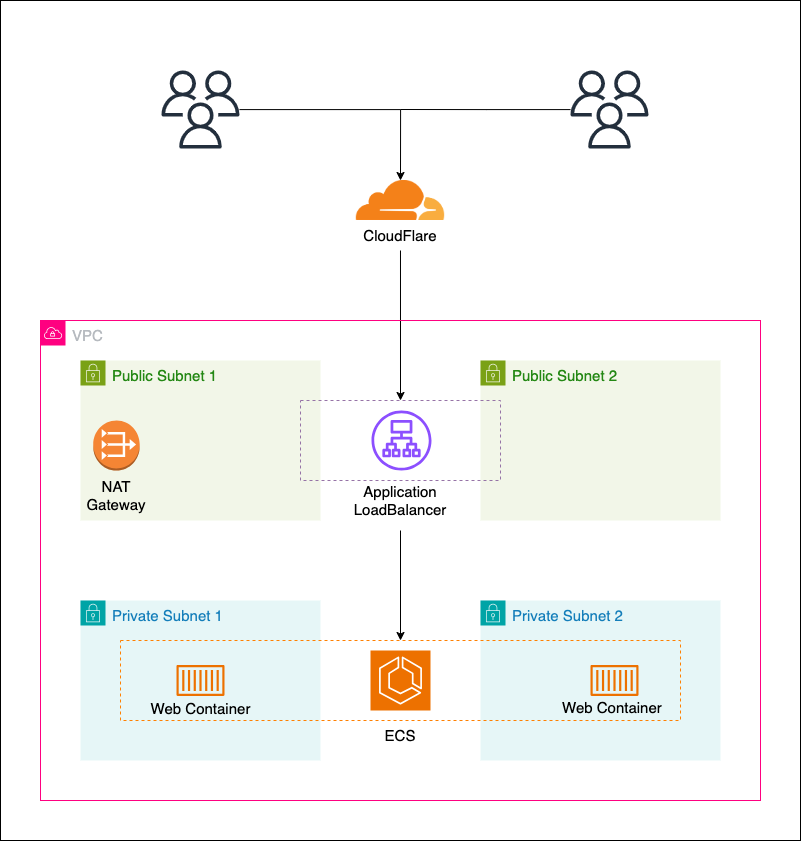 CloudFlare
VPC
Public Subnet 1
Public Subnet 2
NAT
Gateway
Application
LoadBalancer
Private Subnet 1
Private Subnet 2
Web Container
Web Container
ECS